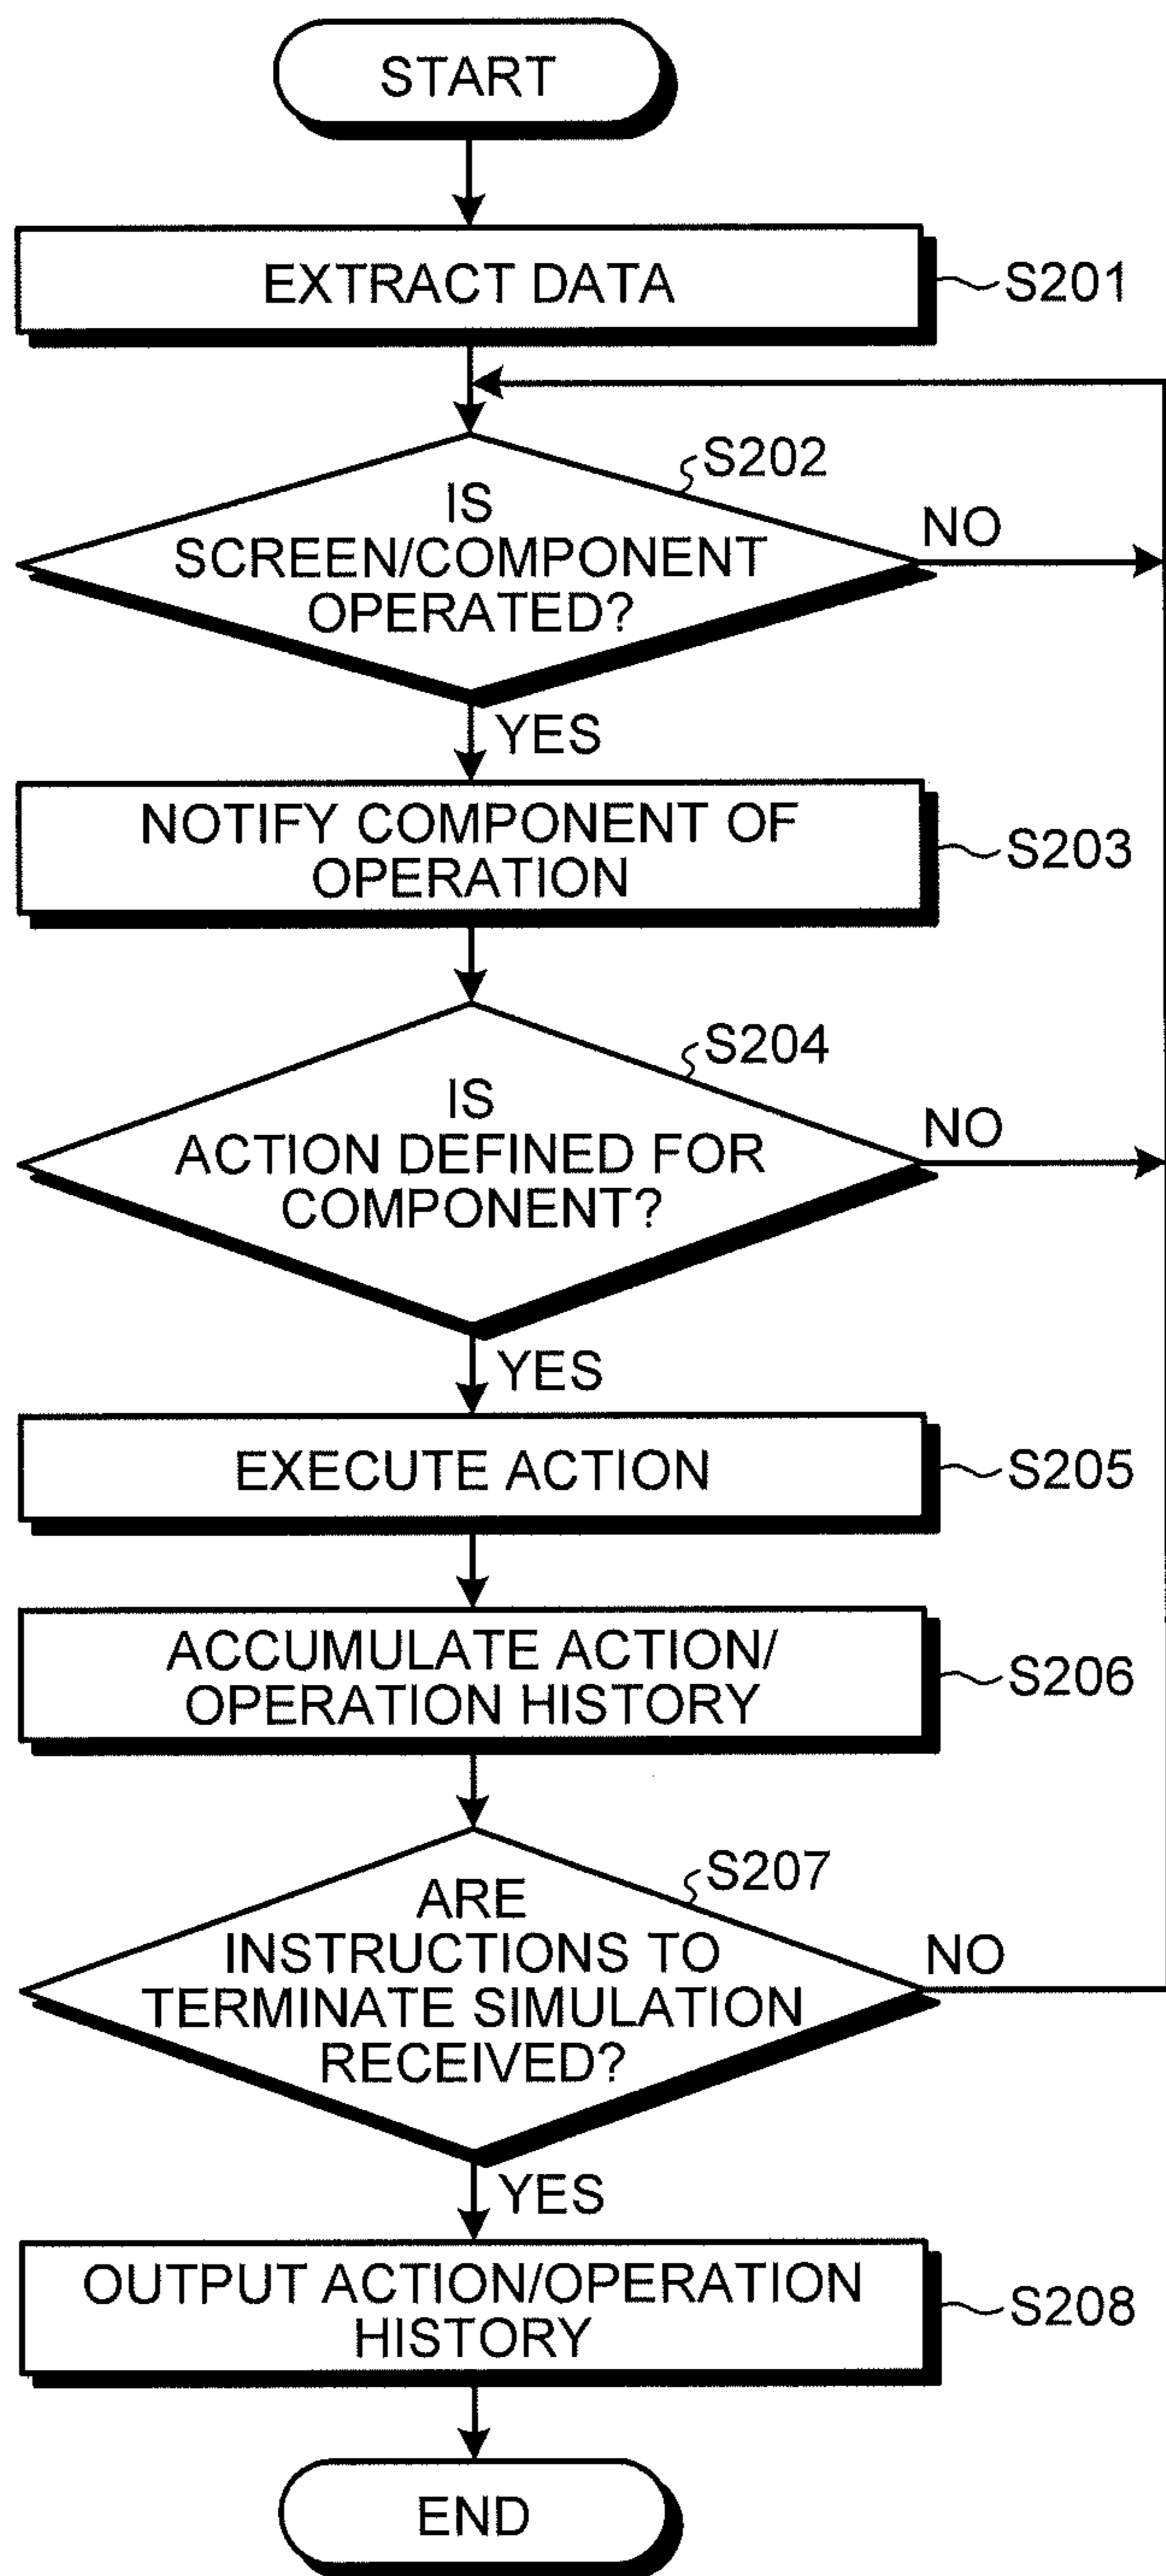 START
EXTRACT DATA
S201
S202
IS
SCREEN/COMPONENT
OPERATED?
NO
YES
NOTIFY COMPONENT OF
OPERATION
S203
S204
IS
ACTION DEFINED FOR
COMPONENT?
NO
YES
EXECUTE ACTION
S205
ACCUMULATE ACTION/
OPERATION HISTORY
S206
S207
ARE
INSTRUCTIONS TO
TERMINATE SIMULATION
RECEIVED?
NO
YES
OUTPUT ACTION/OPERATION
HISTORY
S208
END